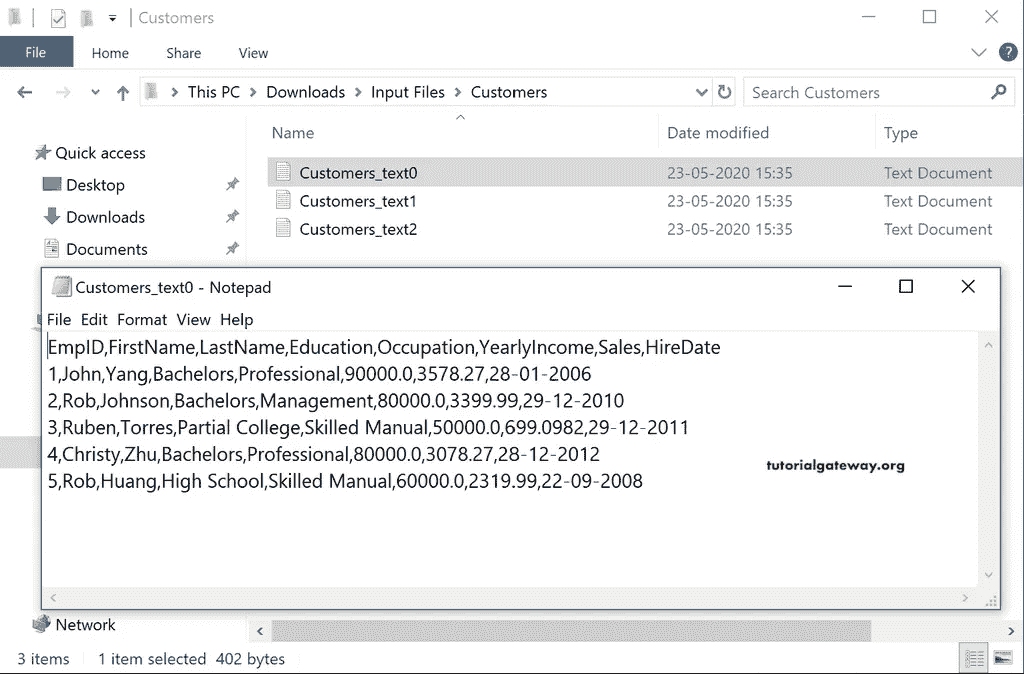 Customers
File Home Share View
This PC Downloads Input Files Customers Search Customers
Name Date modified Type
Quick access
Customers_text0 23-05-2020 15:35 Text Document
Desktop
Customers_text1 23-05-2020 15:35 Text Document
Downloads
Customers_text2 23-05-2020 15:35 Text Document
Documents
Customers_text0 - Notepad
File Edit Format View Help
EmpID,FirstName,LastName,Education,Occupation,YearlyIncome,Sales,HireDate
1,John,Yang,Bachelors,Professional,90000.0,3578.27,28-01-2006
2,Rob,Johnson,Bachelors,Management,80000.0,3399.99,29-12-2010
3,Ruben,Torres,Partial College,Skilled Manual,50000.0,699.0982,29-12-2011
4,Christy,Zhu,Bachelors,Professional,80000.0,3078.27,28-12-2012
tutorialgateway.org
5,Rob,Huang,High School,Skilled Manual,60000.0,2319.99,22-09-2008
Network
3 items 1 item selected 402 bytes